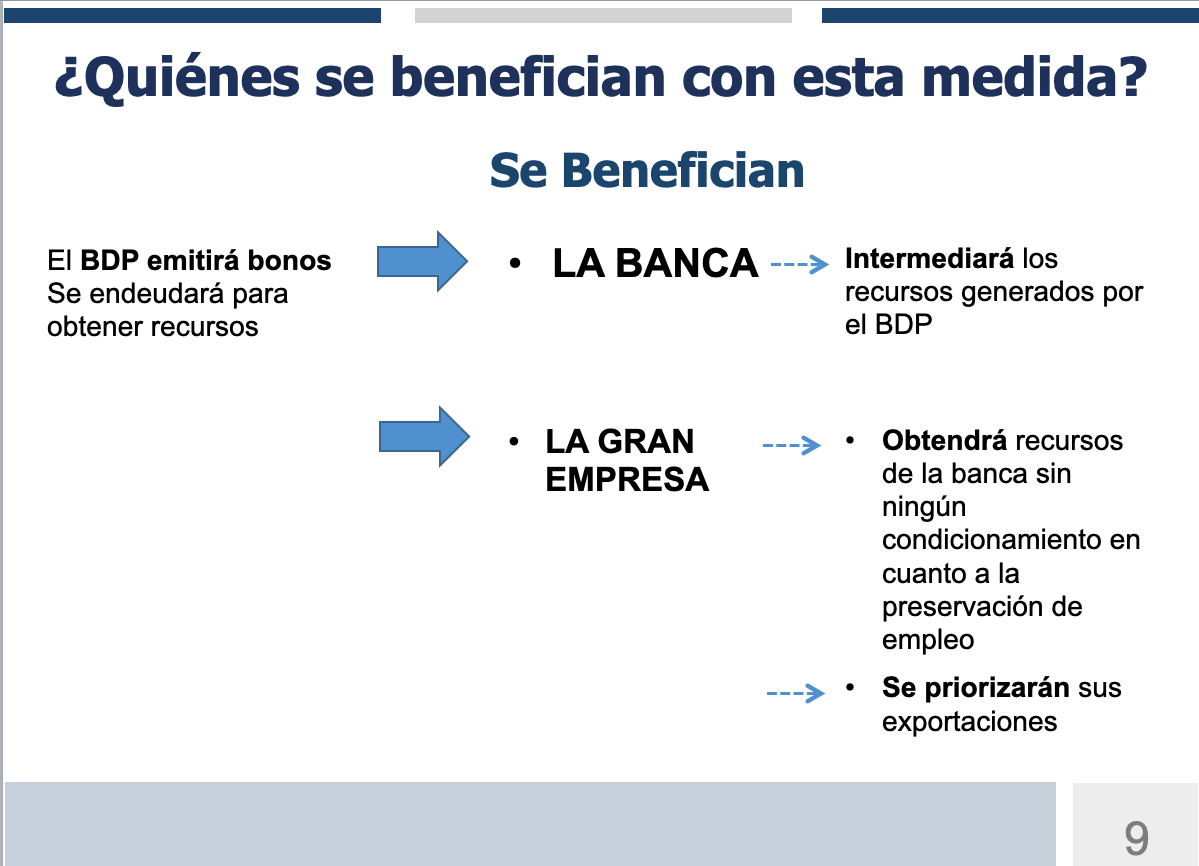 ¿Quiénes se benefician con esta medida?
Se Benefician
El BDP emitirá bonos
Se endeudará para
obtener recursos
• LA BANCA
Intermediará los
recursos generados por
el BDP
• LA GRAN
EMPRESA
• Obtendrá recursos
de la banca sin
ningún
condicionamiento en
cuanto a la
preservación de
empleo
• Se priorizarán sus
exportaciones
9